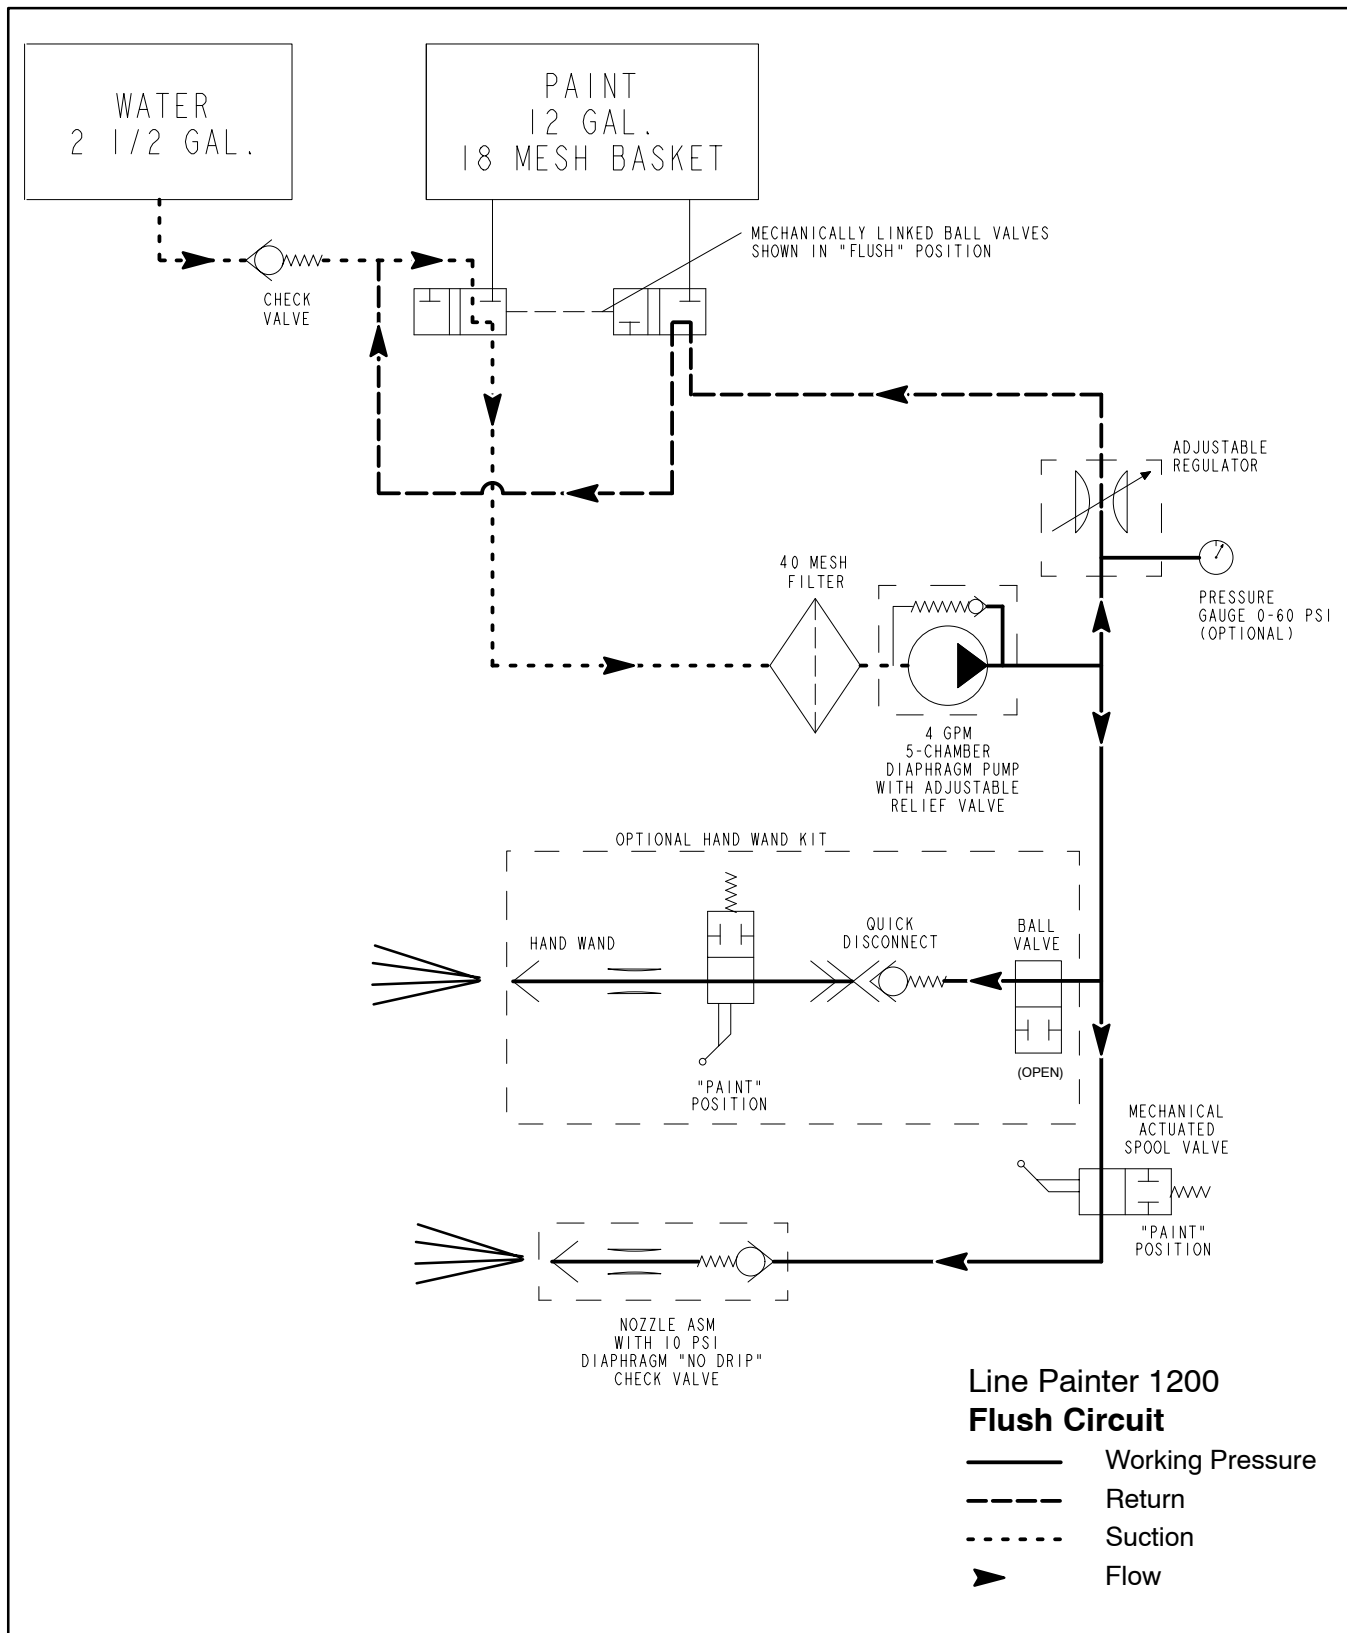 WATER
2 1/2 GAL.
PAINT
12 GAL.
18 MESH BASKET
MECHANICALLY LINKED BALL VALVES
SHOWN IN "FLUSH" POSITION
CHECK
VALVE
ADJUSTABLE
REGULATOR
40 MESH
FILTER
PRESSURE
GAUGE 0-60 PSI
(OPTIONAL)
4 GPM
5-CHAMBER
DIAPHRAGM PUMP
WITH ADJUSTABLE
RELIEF VALVE
OPTIONAL HAND WAND KIT
HAND WAND
QUICK
DISCONNECT
BALL
VALVE
(OPEN)
"PAINT"
POSITION
MECHANICAL
ACTUATED
SPOOL VALVE
"PAINT"
POSITION
NOZZLE ASM
WITH 10 PSI
DIAPHRAGM "NO DRIP"
CHECK VALVE
Line Painter 1200
Flush Circuit
Working Pressure
Return
Suction
Flow